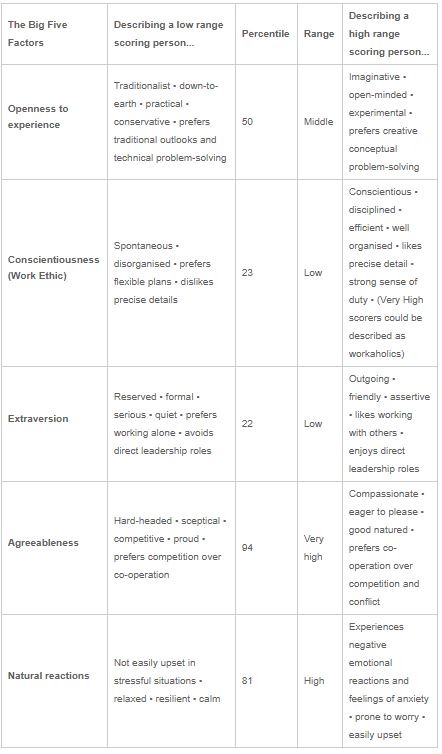 The Big Five
Factors
Describing a low range
scoring person...
Percentile
Range
Describing a
high range
scoring person...
Openness to
experience
Traditionalist • down-to-
earth • practical •
conservative • prefers
traditional outlooks and
technical problem-solving
50
Middle
Imaginative •
open-minded •
experimental •
prefers creative
conceptual
problem-solving
Conscientiousness
(Work Ethic)
Spontaneous •
disorganised • prefers
flexible plans • dislikes
precise details
23
Low
Conscientious •
disciplined •
efficient • well
organised • likes
precise detail •
strong sense of
duty • (Very High
scorers could be
described as
workaholics)
Extraversion
Reserved • formal •
serious • quiet • prefers
working alone • avoids
direct leadership roles
22
Low
Outgoing •
friendly • assertive
• likes working
with others •
enjoys direct
leadership roles
Agreeableness
Hard-headed • sceptical •
competitive • proud •
prefers competition over
co-operation
94
Very
high
Compassionate •
eager to please •
good natured •
prefers co-
operation over
competition and
conflict
Natural reactions
Not easily upset in
stressful situations •
relaxed • resilient • calm
81
High
Experiences
negative
emotional
reactions and
feelings of anxiety
• prone to worry •
easily upset